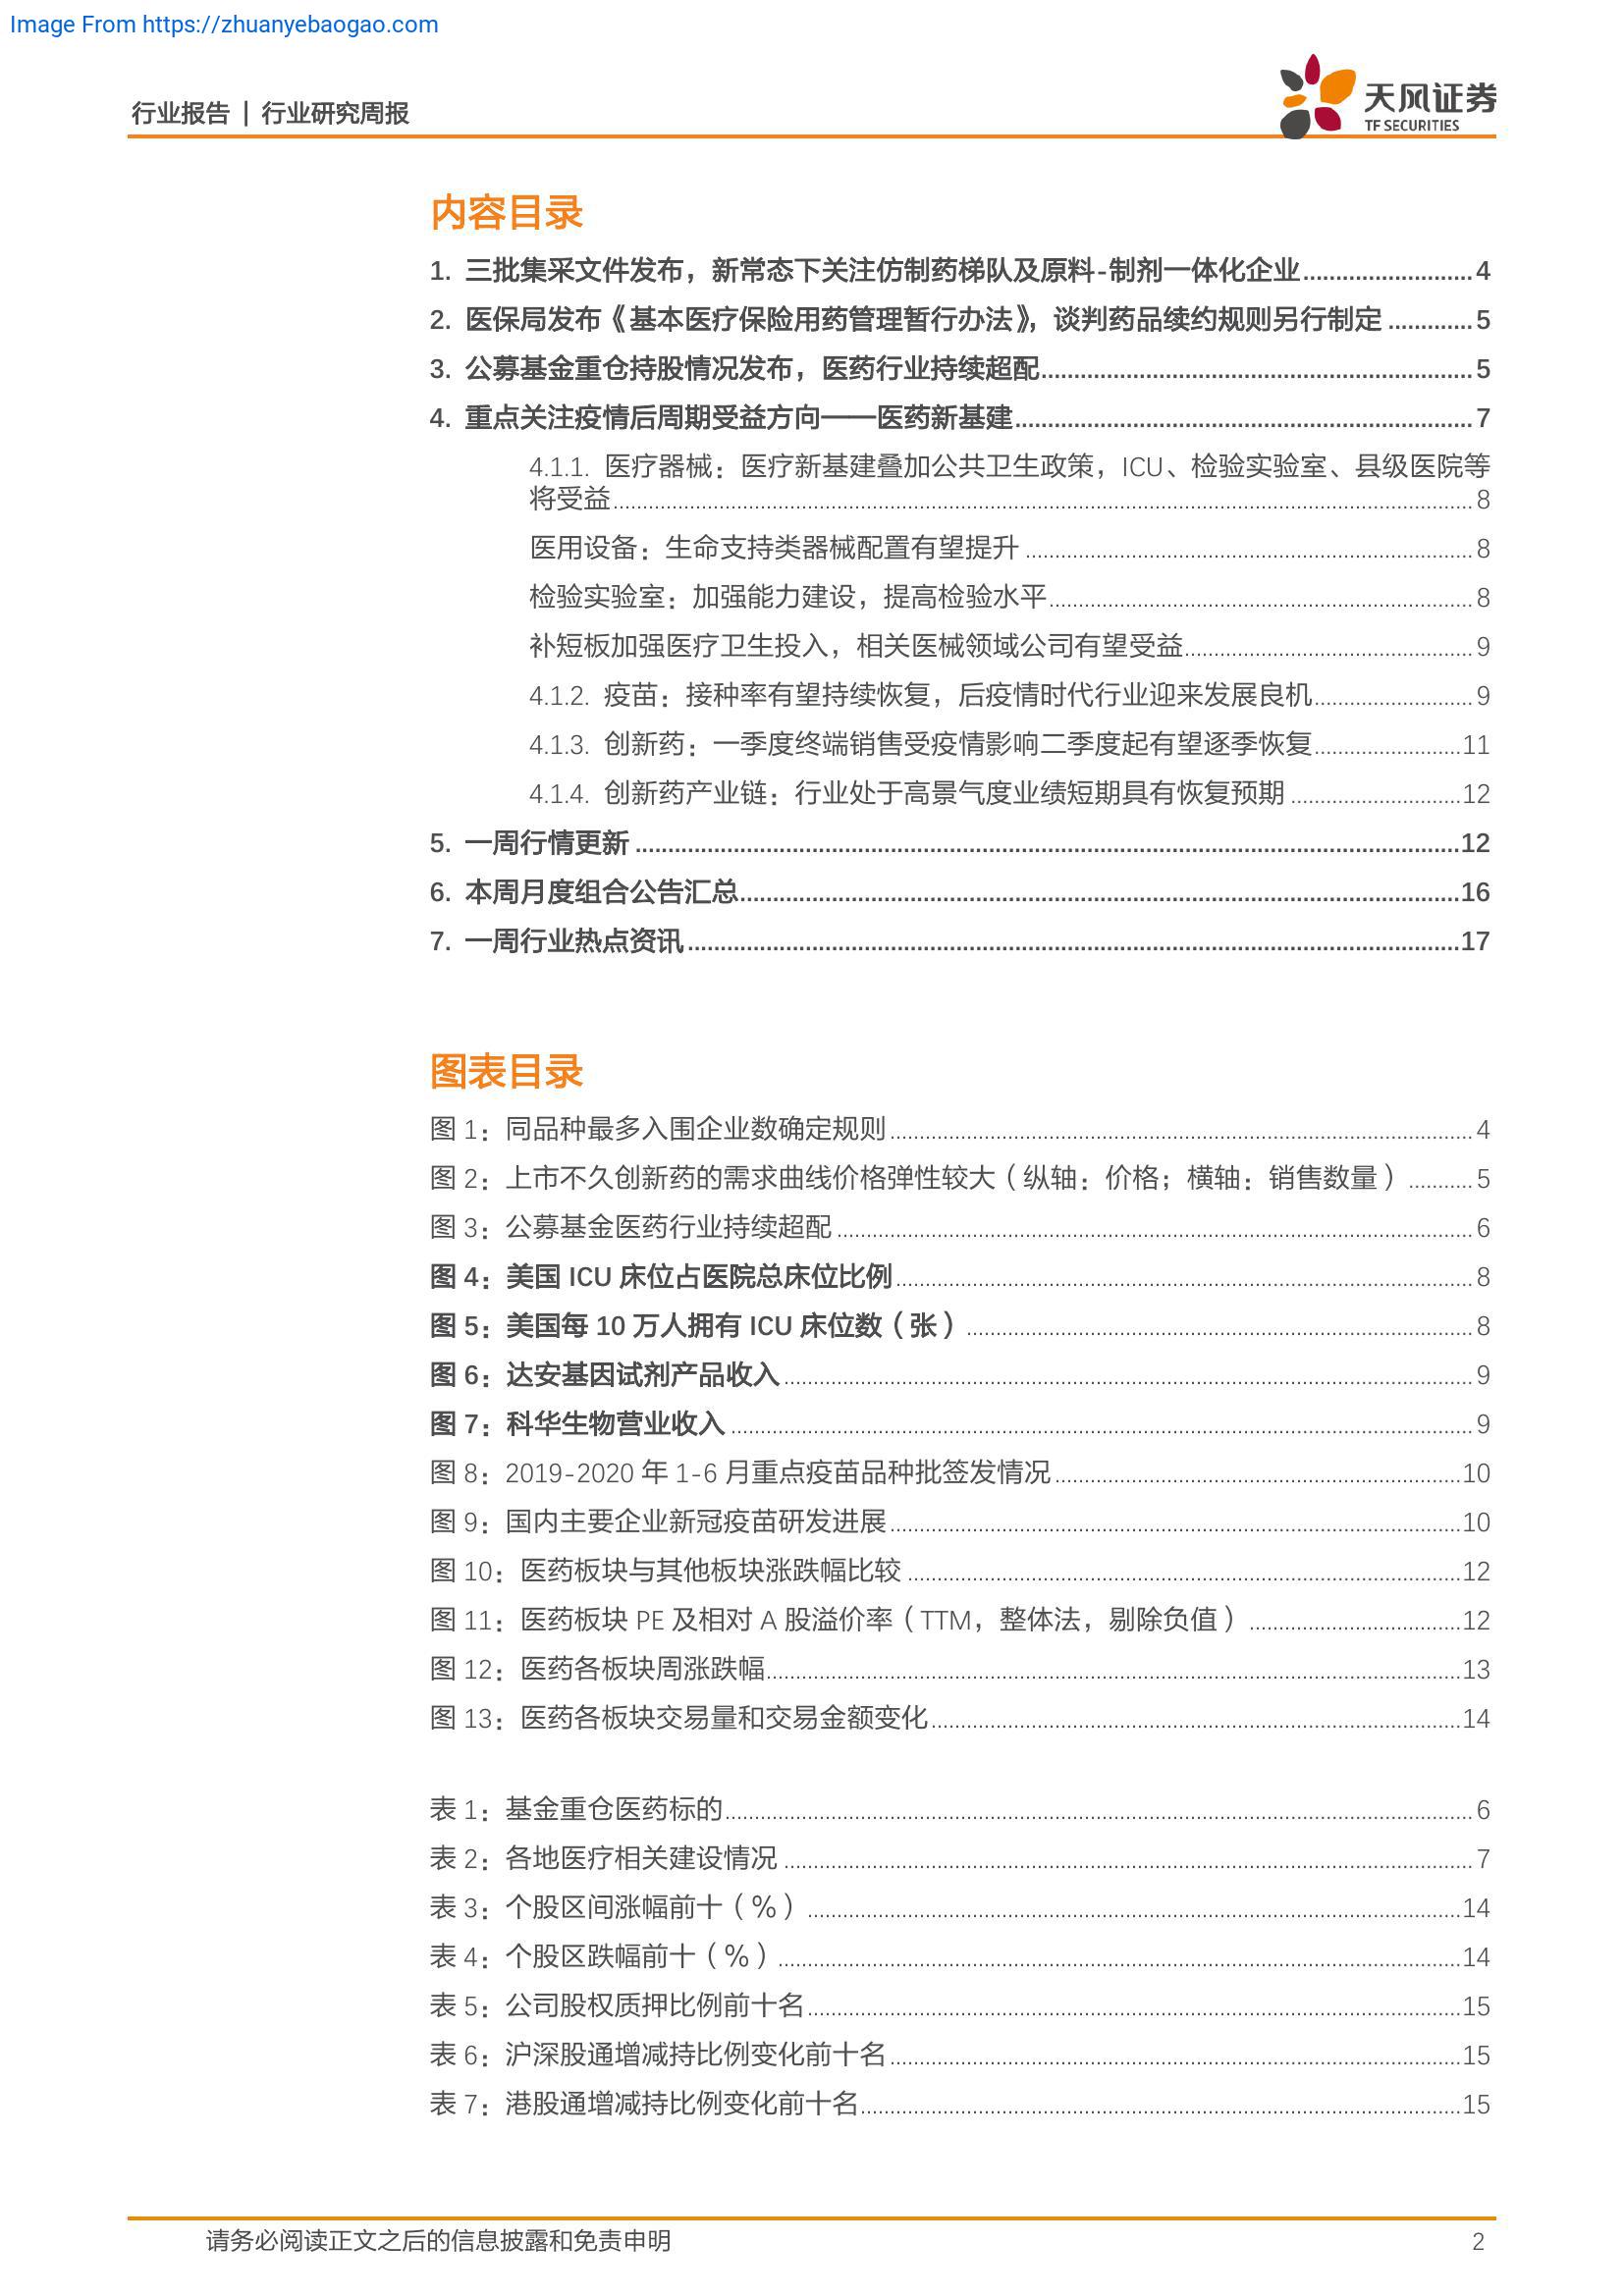 Image From https://zhuanyebaogao.com
行业报告 | 行业研究周报
天风证券
TF SECURITIES
内容目录
1. 三批集采文件发布，新常态下关注仿制药梯队及原料-制剂一体化企业..........................4
2. 医保局发布《基本医疗保险用药管理暂行办法》，谈判药品续约规则另行制定.............5
3. 公募基金重仓持股情况发布，医药行业持续超配..................................................................5
4. 重点关注疫情后周期受益方向——医药新基建......................................................................7
4.1.1. 医疗器械：医疗新基建叠加公共卫生政策，ICU、检验实验室、县级医院等
将受益....................................................................................................................8
医用设备：生命支持类器械配置有望提升....................................................................8
检验实验室：加强能力建设，提高检验水平................................................................8
补短板加强医疗卫生投入，相关医械领域公司有望受益............................................9
4.1.2. 疫苗：接种率有望持续恢复，后疫情时代行业迎来发展良机..........................9
4.1.3. 创新药：一季度终端销售受疫情影响二季度起有望逐季恢复........................11
4.1.4. 创新药产业链：行业处于高景气度业绩短期具有恢复预期............................12
5. 一周行情更新............................................................................................................................12
6. 本周月度组合公告汇总............................................................................................................16
7. 一周行业热点资讯....................................................................................................................17
图表目录
图 1：同品种最多入围企业数确定规则....................................................................................4
图 2：上市不久创新药的需求曲线价格弹性较大（纵轴：价格；横轴：销售数量）...........5
图 3：公募基金医药行业持续超配............................................................................................6
图 4：美国 ICU 床位占医院总床位比例....................................................................................8
图 5：美国每 10 万人拥有 ICU 床位数（张）..........................................................................8
图 6：达安基因试剂产品收入....................................................................................................9
图 7：科华生物营业收入............................................................................................................9
图 8：2019-2020 年 1-6 月重点疫苗品种批签发情况............................................................10
图 9：国内主要企业新冠疫苗研发进展..................................................................................10
图 10：医药板块与其他板块涨跌幅比较................................................................................12
图 11：医药板块 PE 及相对 A 股溢价率（TTM，整体法，剔除负值）................................12
图 12：医药各板块周涨跌幅....................................................................................................13
图 13：医药各板块交易量和交易金额变化............................................................................14
表 1：基金重仓医药标的............................................................................................................6
表 2：各地医疗相关建设情况....................................................................................................7
表 3：个股区间涨幅前十（%）................................................................................................14
表 4：个股区跌幅前十（%）....................................................................................................14
表 5：公司股权质押比例前十名..............................................................................................15
表 6：沪深股通增减持比例变化前十名..................................................................................15
表 7：港股通增减持比例变化前十名......................................................................................15
请务必阅读正文之后的信息披露和免责申明
2